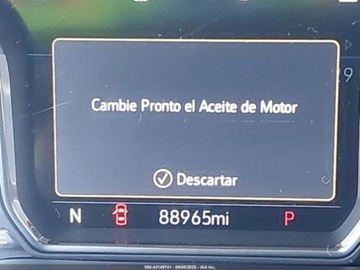 Cambie Pronto el Aceite de Motor
Descartar
N 88965mi P